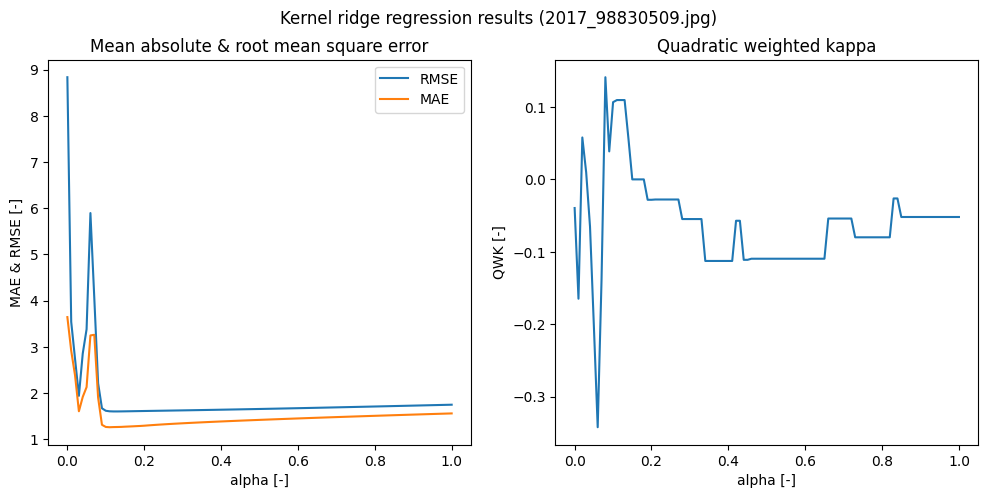 Kernel ridge regression results (2017_98830509.jpg)
Mean absolute & root mean square error
9
8
7
6
5
4
3
2
1
MAE & RMSE [-]
RMSE
MAE
0.0 0.2 0.4 0.6 0.8 1.0
alpha [-]
Quadratic weighted kappa
0.1
0.0
−0.1
−0.2
−0.3
QWK [-]
0.0 0.2 0.4 0.6 0.8 1.0
alpha [-]